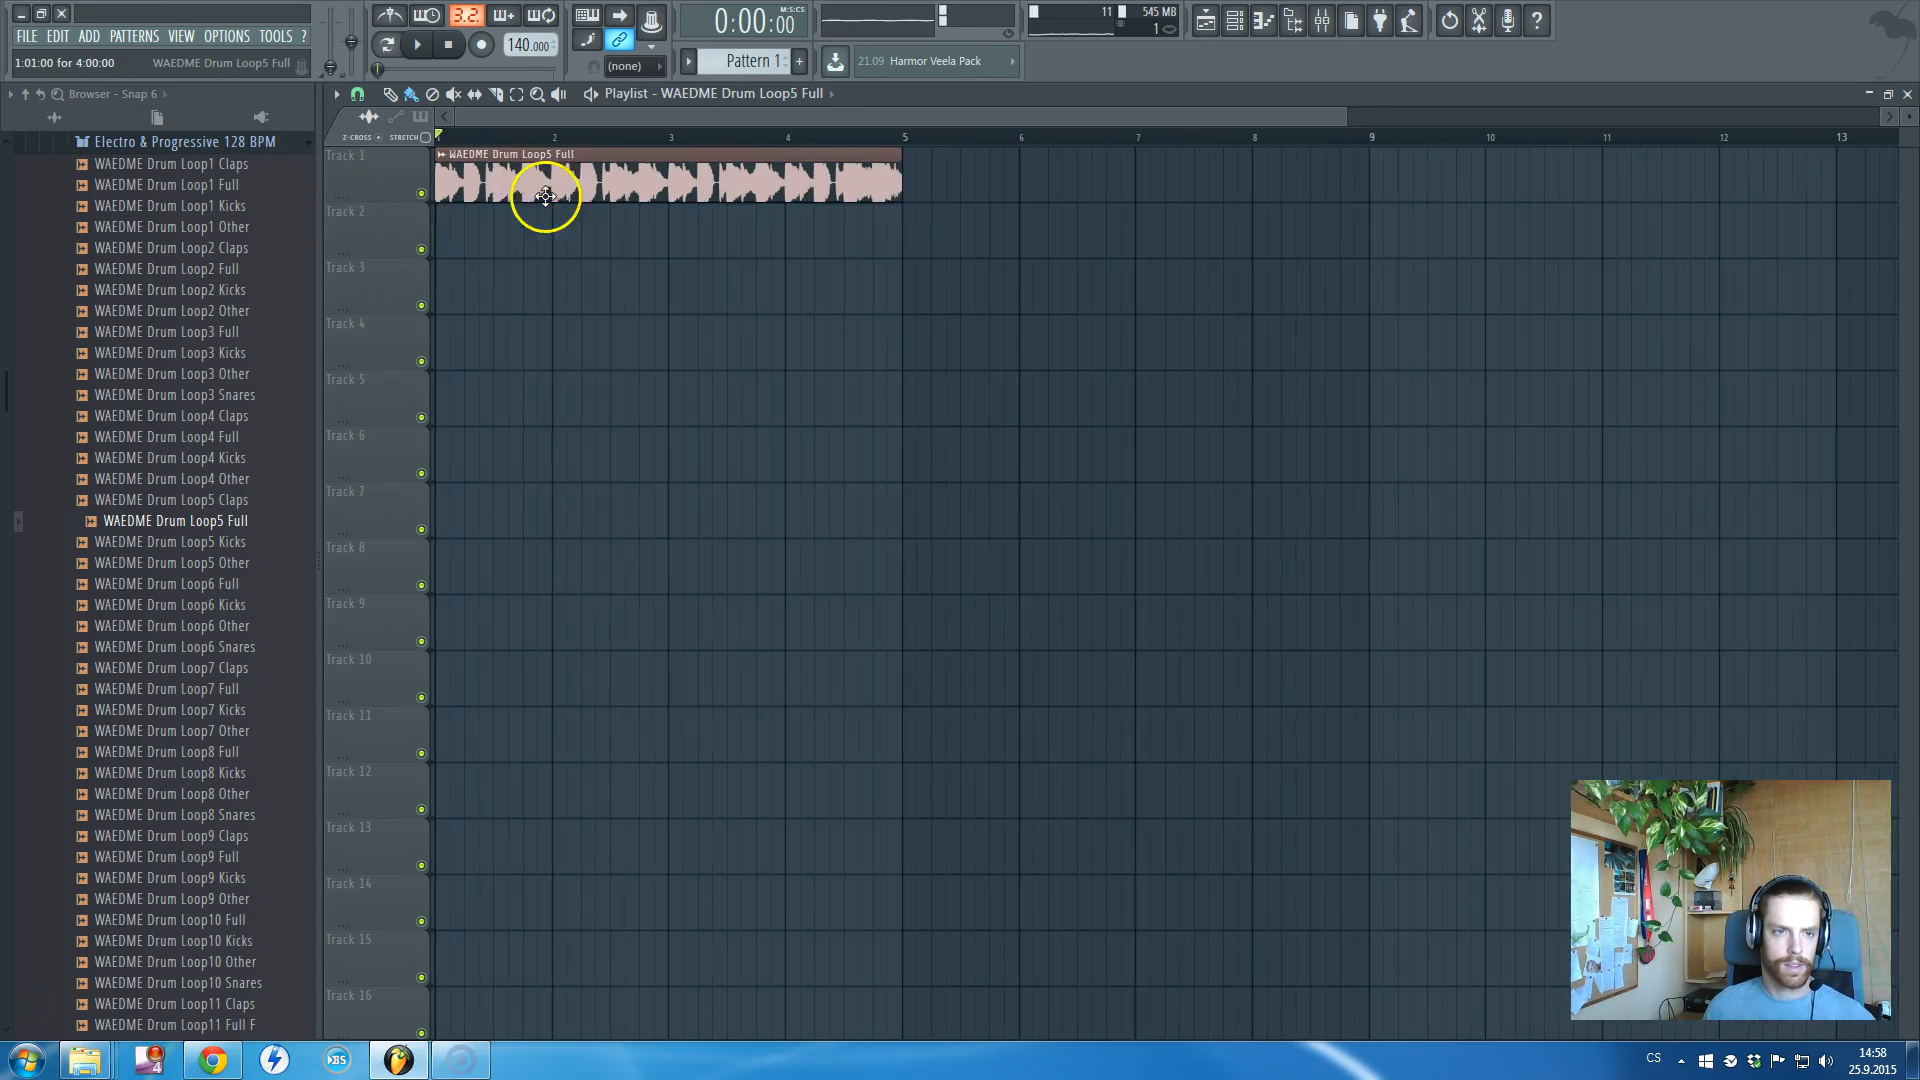 FILE EDIT ADD PATTERNS VIEW OPTIONS TOOLS ?
1:01:00 for 4:00:00 WAEDME Drum Loop5 Full
3.2.
140.000
(none)
0:00:00
M:S:CS
Pattern 1
11 545 MB
1
21.09 Harmor Veela Pack
Browser - Snap 6
Playlist - WAEDME Drum Loop5 Full
Z-CROSS STRETCH
1 2 3 4 5 6 7 8 9 10 11 12 13
Electro & Progressive 128 BPM
WAEDME Drum Loop1 Claps
WAEDME Drum Loop1 Full
WAEDME Drum Loop1 Kicks
WAEDME Drum Loop1 Other
WAEDME Drum Loop2 Claps
WAEDME Drum Loop2 Full
WAEDME Drum Loop2 Kicks
WAEDME Drum Loop2 Other
WAEDME Drum Loop3 Full
WAEDME Drum Loop3 Kicks
WAEDME Drum Loop3 Other
WAEDME Drum Loop3 Snares
WAEDME Drum Loop4 Claps
WAEDME Drum Loop4 Full
WAEDME Drum Loop4 Kicks
WAEDME Drum Loop4 Other
WAEDME Drum Loop5 Claps
WAEDME Drum Loop5 Full
WAEDME Drum Loop5 Kicks
WAEDME Drum Loop5 Other
WAEDME Drum Loop6 Full
WAEDME Drum Loop6 Kicks
WAEDME Drum Loop6 Other
WAEDME Drum Loop6 Snares
WAEDME Drum Loop7 Claps
WAEDME Drum Loop7 Full
WAEDME Drum Loop7 Kicks
WAEDME Drum Loop7 Other
WAEDME Drum Loop8 Full
WAEDME Drum Loop8 Kicks
WAEDME Drum Loop8 Other
WAEDME Drum Loop8 Snares
WAEDME Drum Loop9 Claps
WAEDME Drum Loop9 Full
WAEDME Drum Loop9 Kicks
WAEDME Drum Loop9 Other
WAEDME Drum Loop10 Full
WAEDME Drum Loop10 Kicks
WAEDME Drum Loop10 Other
WAEDME Drum Loop10 Snares
WAEDME Drum Loop11 Claps
WAEDME Drum Loop11 Full F
Track 1
WAEDME Drum Loop5 Full
Track 2
Track 3
Track 4
Track 5
Track 6
Track 7
Track 8
Track 9
Track 10
Track 11
Track 12
Track 13
Track 14
Track 15
Track 16
4
BS
CS
14:58
25.9.2015